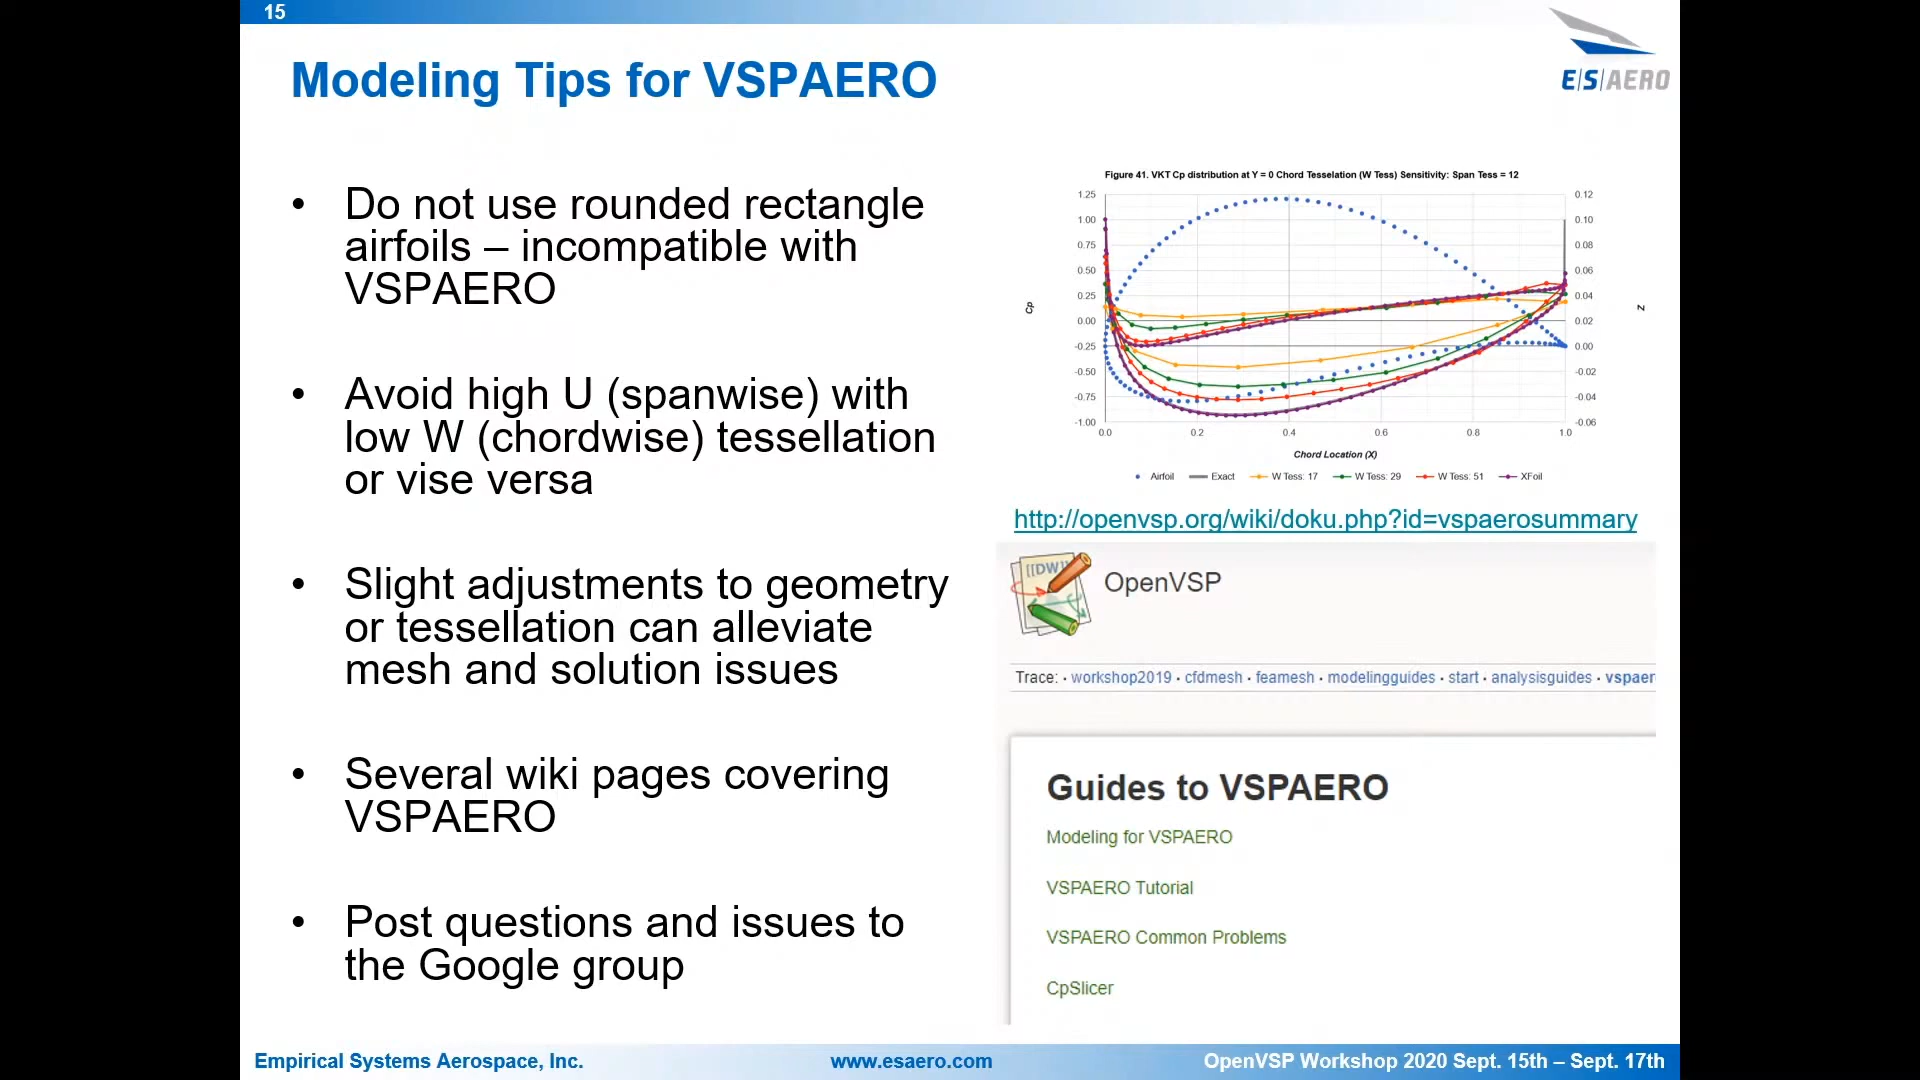 15
E|S|AERO
Modeling Tips for VSPAERO
• Do not use rounded rectangle
airfoils – incompatible with
VSPAERO
• Avoid high U (spanwise) with
low W (chordwise) tessellation
or vise versa
• Slight adjustments to geometry
or tessellation can alleviate
mesh and solution issues
• Several wiki pages covering
VSPAERO
• Post questions and issues to
the Google group
Figure 41. VKT Cp distribution at Y = 0 Chord Tesselation (W Tess) Sensitivity: Span Tess = 12
1.25
1.00
0.75
0.50
0.25
0.00
-0.25
-0.50
-0.75
-1.00
Cp
0.12
0.10
0.08
0.06
0.04
0.02
0.00
-0.02
-0.04
-0.06
Z
0.0 0.2 0.4 0.6 0.8 1.0
Chord Location (X)
Airfoil Exact W Tess: 17 W Tess: 29 W Tess: 51 XFoil
http://openvsp.org/wiki/doku.php?id=vspaerosummary
[[DW]]
OpenVSP
Trace: • workshop2019 • cfdmesh • feamesh • modelingguides • start • analysisguides • vspaer
Guides to VSPAERO
Modeling for VSPAERO
VSPAERO Tutorial
VSPAERO Common Problems
CpSlicer
Empirical Systems Aerospace, Inc. www.esaero.com OpenVSP Workshop 2020 Sept. 15th – Sept. 17th